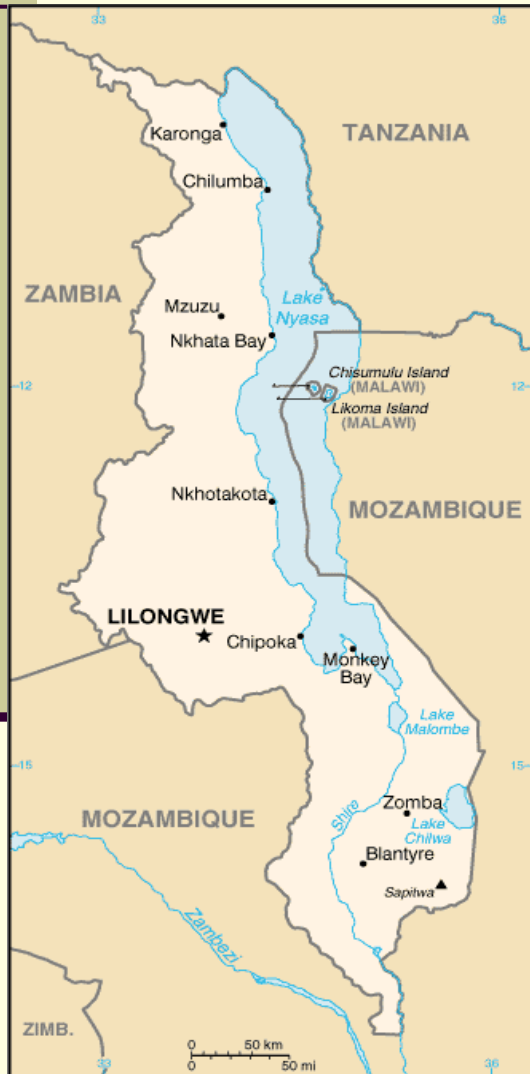 33
36
Karonga
TANZANIA
Chilumba
ZAMBIA
Lake
Nyasa
Mzuzu
Nkhata Bay
Chisumulu Island
(MALAWI)
12
12
Likoma Island
(MALAWI)
Nkhotakota
MOZAMBIQUE
LILONGWE
Chipoka
Monkey
Bay
Lake
Malombe
15
15
Zomba
MOZAMBIQUE
Shire
Lake
Chilwa
Blantyre
Sapitwa
Zambezi
ZIMB.
0
50 km
0
50 mi
33
36